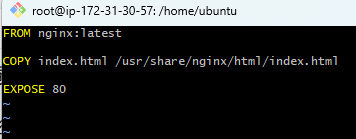 root@ip-172-31-30-57: /home/ubuntu
FROM nginx:latest
COPY index.html /usr/share/nginx/html/index.html
EXPOSE 80
~
~
~